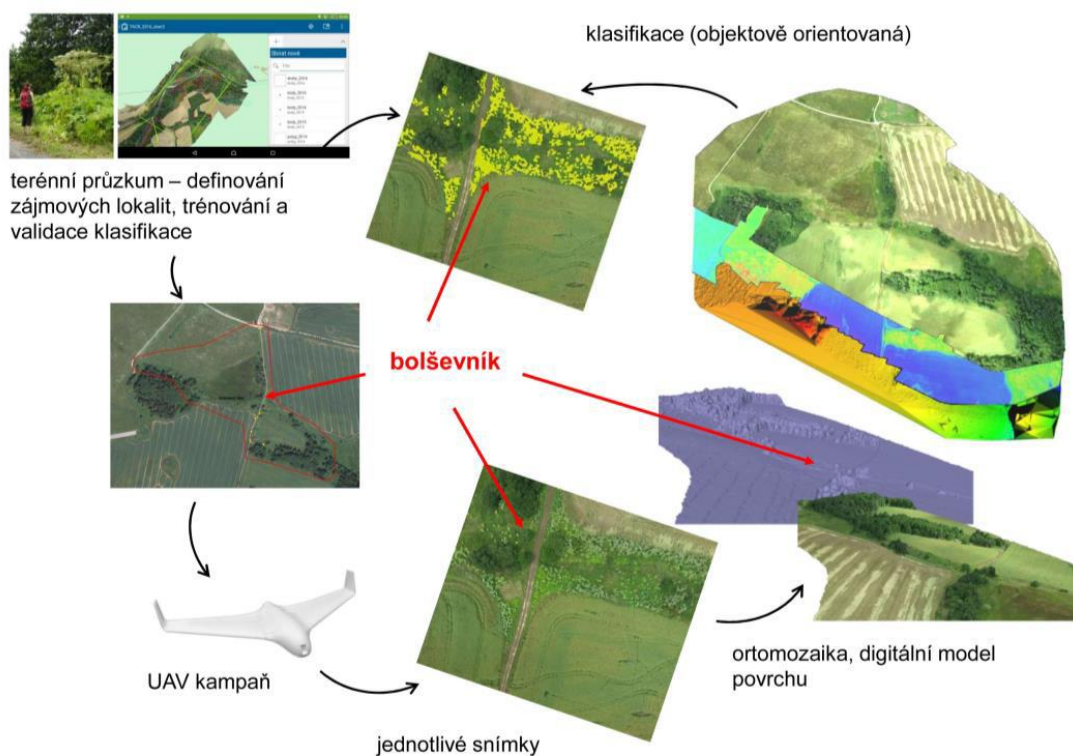 klasifikace (objektově orientovaná)
terénní průzkum – definování
zájmových lokalit, trénování a
validace klasifikace
bolševník
UAV kampaň
jednotlivé snímky
ortomozaika, digitální model
povrchu